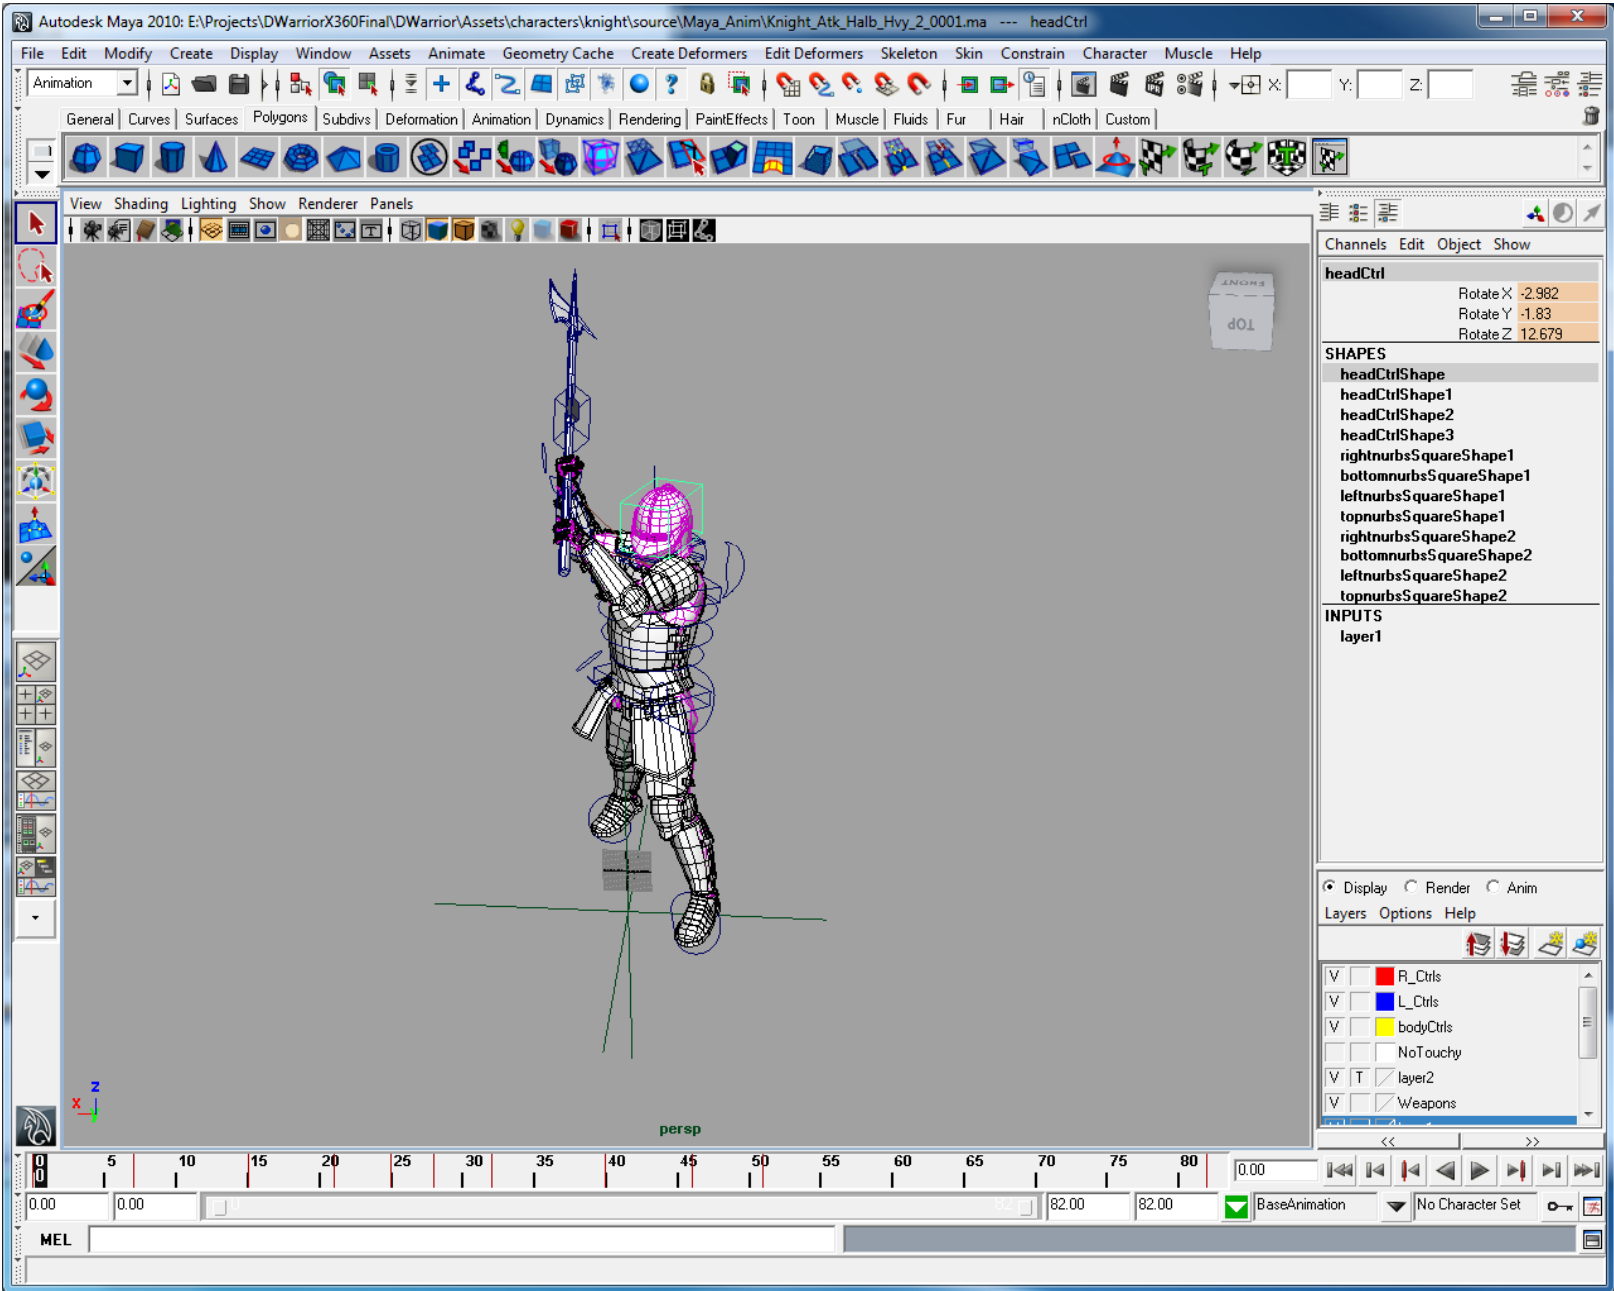 Autodesk Maya 2010: E:\Projects\DWarriorX360Final\DWarrior\Assets\characters\knight\source\Maya_Anim\Knight_Atk_Halb_Hvy_2_0001.ma --- headCtrl
File Edit Modify Create Display Window Assets Animate Geometry Cache Create Deformers Edit Deformers Skeleton Skin Constrain Character Muscle Help
Animation X: Y: Z:
General Curves Surfaces Polygons Subdivs Deformation Animation Dynamics Rendering PaintEffects Toon Muscle Fluids Fur Hair nCloth Custom
View Shading Lighting Show Renderer Panels
FRONT
TOP
Z
X
Y
persp
Channels Edit Object Show
headCtrl
Rotate X -2.982
Rotate Y -1.83
Rotate Z 12.679
SHAPES
headCtrlShape
headCtrlShape1
headCtrlShape2
headCtrlShape3
rightnurbsSquareShape1
bottomnurbsSquareShape1
leftnurbsSquareShape1
topnurbsSquareShape1
rightnurbsSquareShape2
bottomnurbsSquareShape2
leftnurbsSquareShape2
topnurbsSquareShape2
INPUTS
layer1
Display Render Anim
Layers Options Help
V R_Ctrls
V L_Ctrls
V bodyCtrls
NoTouchy
V T layer2
V Weapons
<< >>
0 5 10 15 20 25 30 35 40 45 50 55 60 65 70 75 80 0.00
0
0.00 0.00 0 82 82.00 82.00 BaseAnimation No Character Set
MEL